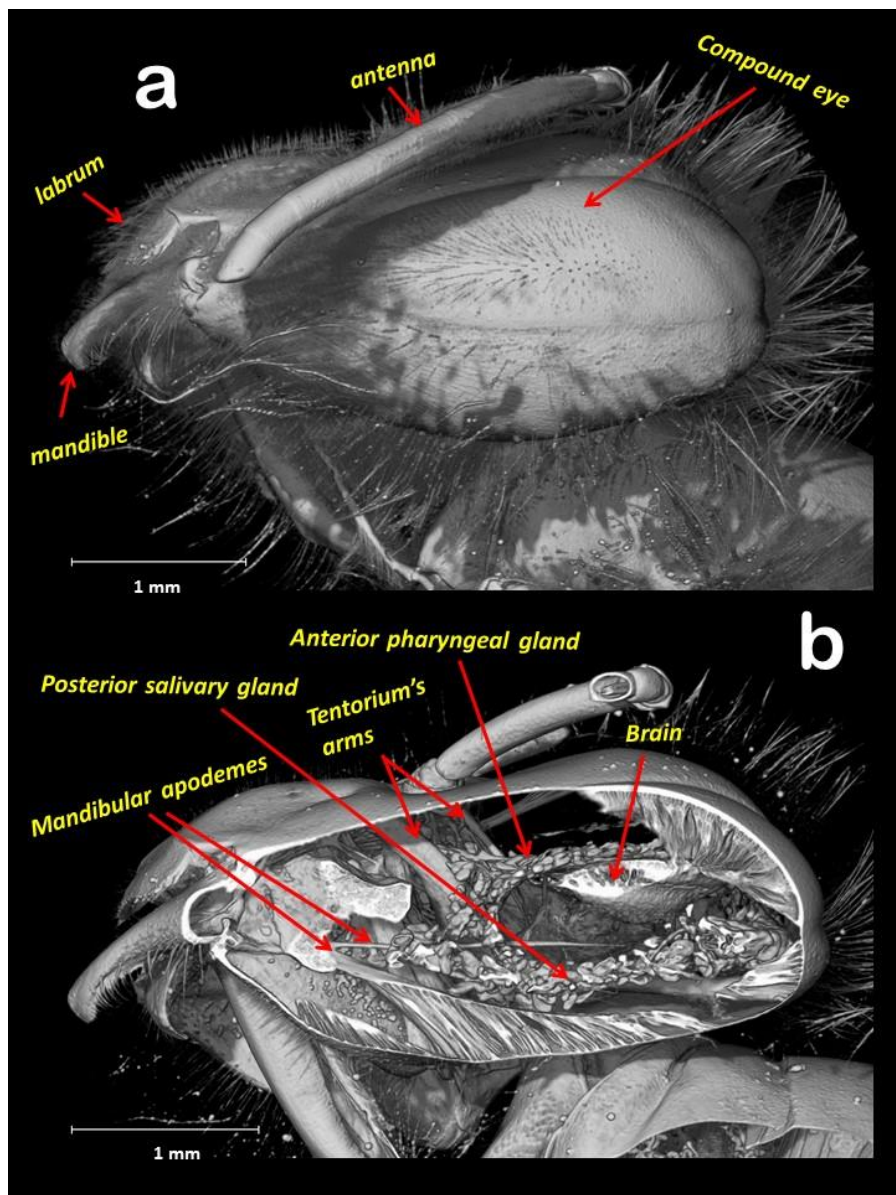 a
antenna
Compound eye
labrum
mandible
1 mm
b
Anterior pharyngeal gland
Posterior salivary gland
Tentorium's
arms
Brain
Mandibular apodemes
1 mm